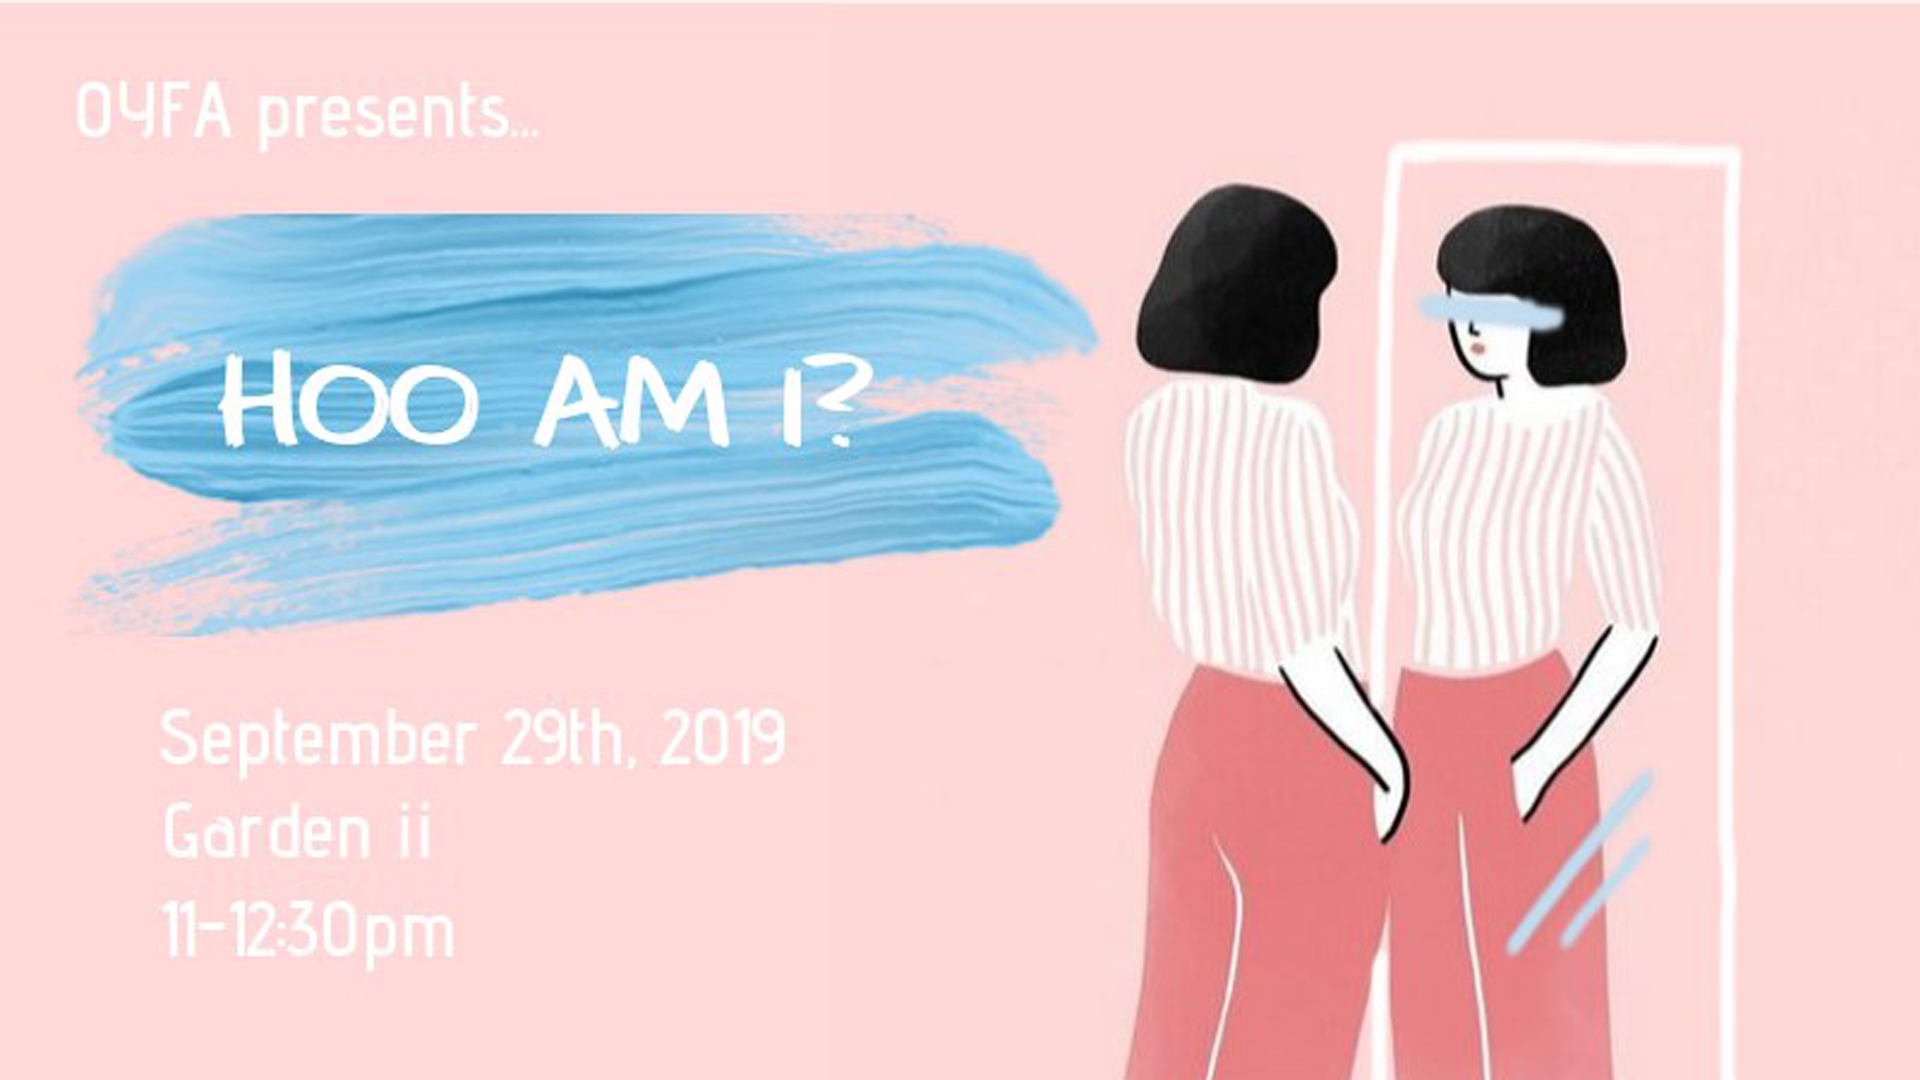 OYFA presents...
HOO AM I?
September 29th, 2019
Garden ii
11-12:30pm